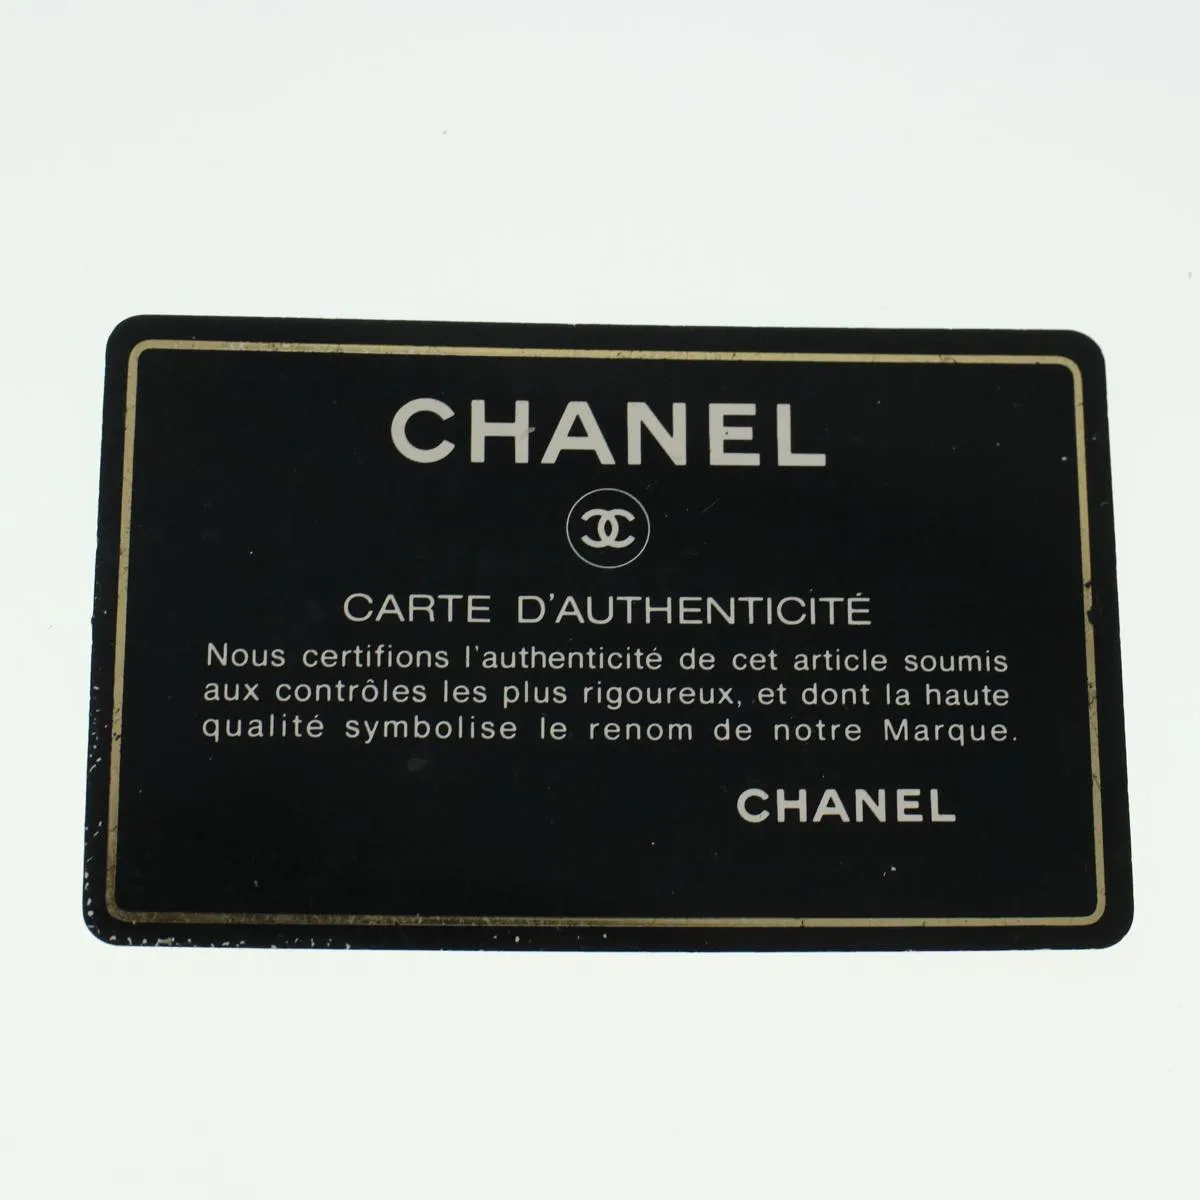 CHANEL
CARTE D'AUTHENTICITÉ
Nous certifions l'authenticité de cet article soumis
aux contrôles les plus rigoureux, et dont la haute
qualité symbolise le renom de notre Marque.
CHANEL